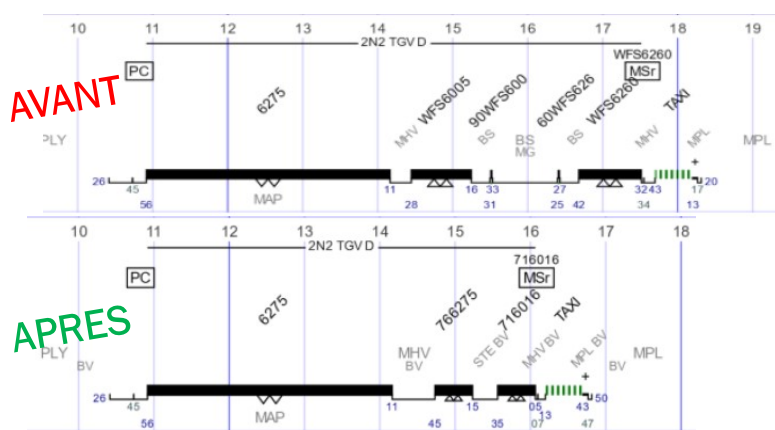 10 11 12 13 14 15 16 17 18 19
2N2 TGV D
WFS6260
PC MSr
AVANT
6275 WFS6005 90WFS600 60WFS626 WFS6260 TAXI
PLY MHV BS BS BS MHV MPL MPL
MG
26 45 MAP 11 16 33 27 32 43 17 20
56 28 31 25 42 34 13
10 11 12 13 14 15 16 17 18
2N2 TGV D
716016
PC MSr
APRES
6275 766275 716016 TAXI
PLY MHV STE BV MHV BV MPL BV MPL
BV BV BV
26 45 MAP 11 15 05 43 50
56 45 35 07 13 47